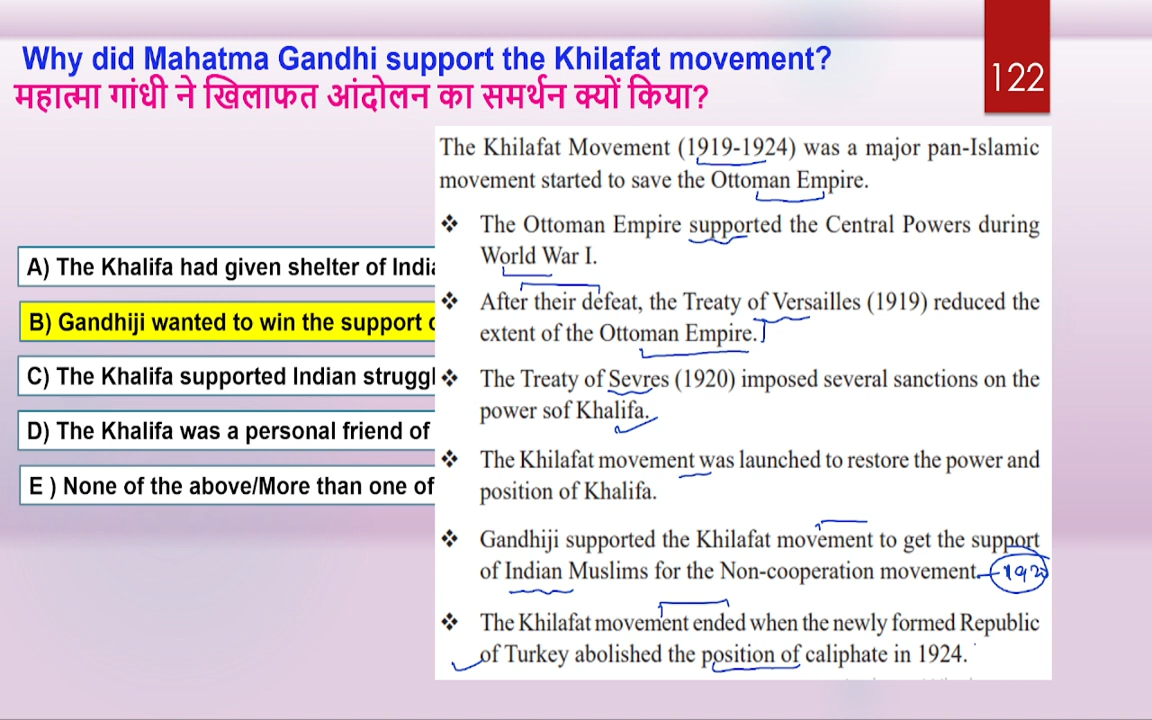 Why did Mahatma Gandhi support the Khilafat movement?
महात्मा गांधी ने खिलाफत आंदोलन का समर्थन क्यों किया?
122
A) The Khalifa had given shelter of India
B) Gandhiji wanted to win the support o
C) The Khalifa supported Indian struggl
D) The Khalifa was a personal friend of
E ) None of the above/More than one of
The Khilafat Movement (1919-1924) was a major pan-Islamic
movement started to save the Ottoman Empire.
❖ The Ottoman Empire supported the Central Powers during
World War I.
❖ After their defeat, the Treaty of Versailles (1919) reduced the
extent of the Ottoman Empire.
❖ The Treaty of Sevres (1920) imposed several sanctions on the
power sof Khalifa.
❖ The Khilafat movement was launched to restore the power and
position of Khalifa.
❖ Gandhiji supported the Khilafat movement to get the support
of Indian Muslims for the Non-cooperation movement. 1920
❖ The Khilafat movement ended when the newly formed Republic
of Turkey abolished the position of caliphate in 1924.